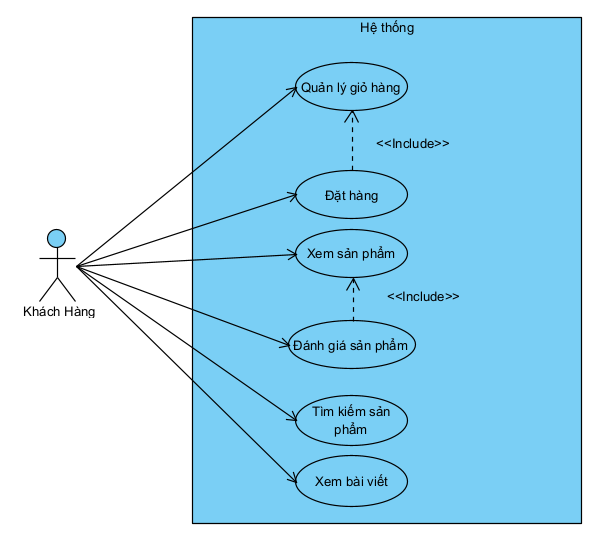 Hệ thống
Quản lý giỏ hàng
<<Include>>
Đặt hàng
Xem sản phẩm
<<Include>>
Khách Hàng
Đánh giá sản phẩm
Tìm kiếm sản
phẩm
Xem bài viết